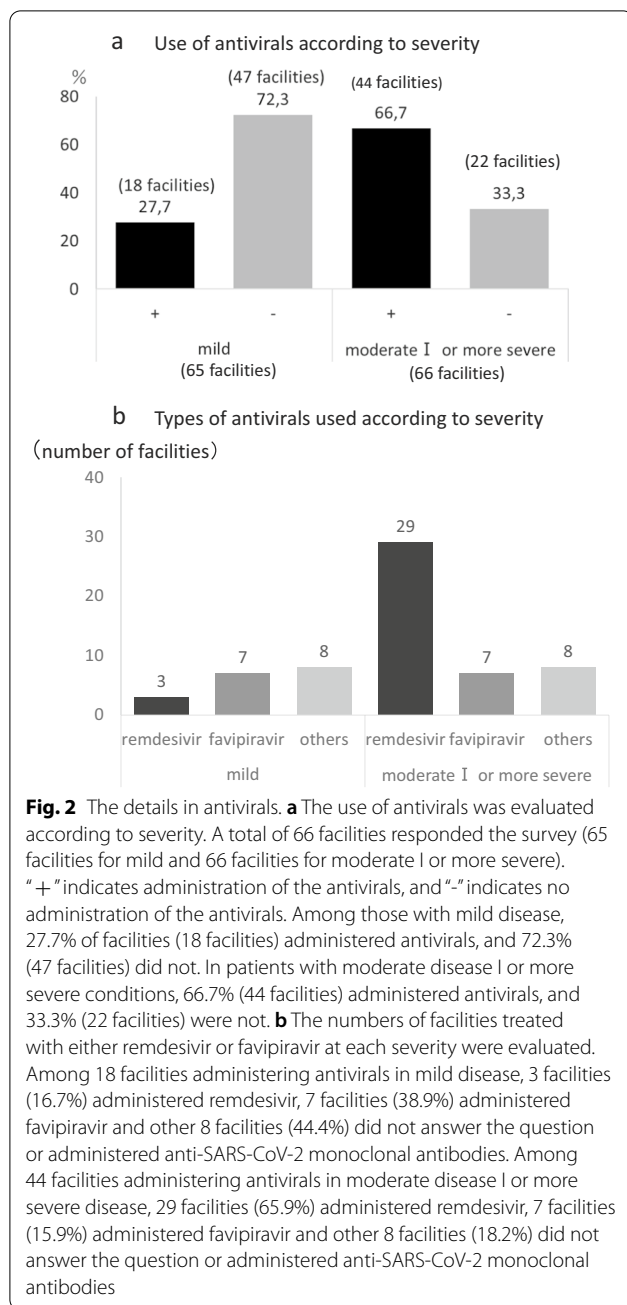 a Use of antivirals according to severity
%
(47 facilities)
(44 facilities)
80
72,3
66,7
60
(22 facilities)
(18 facilities)
40
33,3
27,7
20
0
+ - + -
mild moderate I or more severe
(65 facilities) (66 facilities)
b Types of antivirals used according to severity
(number of facilities)
40
29
30
20
10
7 8 7 8
3
0
remdesivir favipiravir others remdesivir favipiravir others
mild moderate I or more severe
Fig. 2 The details in antivirals. a The use of antivirals was evaluated
according to severity. A total of 66 facilities responded the survey (65
facilities for mild and 66 facilities for moderate I or more severe).
“+” indicates administration of the antivirals, and “-” indicates no
administration of the antivirals. Among those with mild disease,
27.7% of facilities (18 facilities) administered antivirals, and 72.3%
(47 facilities) did not. In patients with moderate disease I or more
severe conditions, 66.7% (44 facilities) administered antivirals, and
33.3% (22 facilities) were not. b The numbers of facilities treated
with either remdesivir or favipiravir at each severity were evaluated.
Among 18 facilities administering antivirals in mild disease, 3 facilities
(16.7%) administered remdesivir, 7 facilities (38.9%) administered
favipiravir and other 8 facilities (44.4%) did not answer the question
or administered anti-SARS-CoV-2 monoclonal antibodies. Among
44 facilities administering antivirals in moderate disease I or more
severe disease, 29 facilities (65.9%) administered remdesivir, 7 facilities
(15.9%) administered favipiravir and other 8 facilities (18.2%) did not
answer the question or administered anti-SARS-CoV-2 monoclonal
antibodies